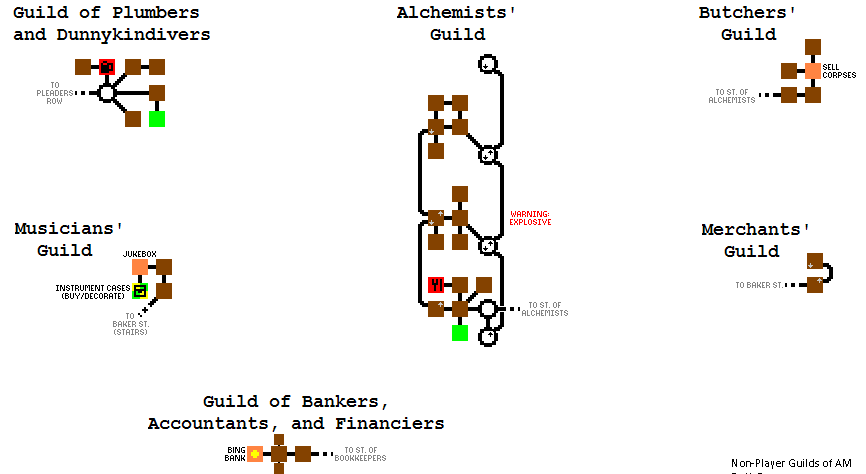 Guild of Plumbers
and Dunnykindivers
TO
PLEADERS
ROW
Alchemists'
Guild
WARNING:
EXPLOSIVE
TO ST. OF
ALCHEMISTS
Butchers'
Guild
SELL
CORPSES
TO ST. OF
ALCHEMISTS
Musicians'
Guild
JUKEBOX
INSTRUMENT CASES
(BUY/DECORATE)
TO
BAKER ST.
(STAIRS)
Merchants'
Guild
TO BAKER ST.
Guild of Bankers,
Accountants, and Financiers
BING
BANK
TO ST. OF
BOOKKEEPERS
Non-Player Guilds of AM